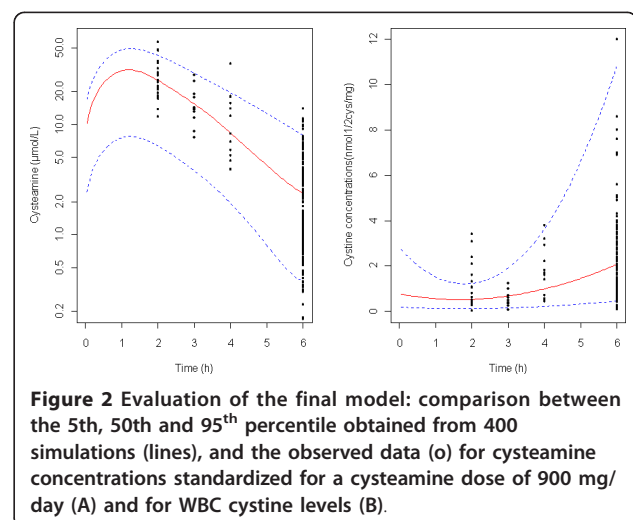 50.0
20.0
10.0
5.0
2.0
1.0
0.5
0.2
Cysteamine (µmol/L)
0 1 2 3 4 5 6
Time (h)
12
10
8
6
4
2
0
Cystine concentrations(nmol1/2cys/mg)
0 1 2 3 4 5 6
Time (h)
Figure 2 Evaluation of the final model: comparison between
the 5th, 50th and 95th percentile obtained from 400
simulations (lines), and the observed data (o) for cysteamine
concentrations standardized for a cysteamine dose of 900 mg/
day (A) and for WBC cystine levels (B).